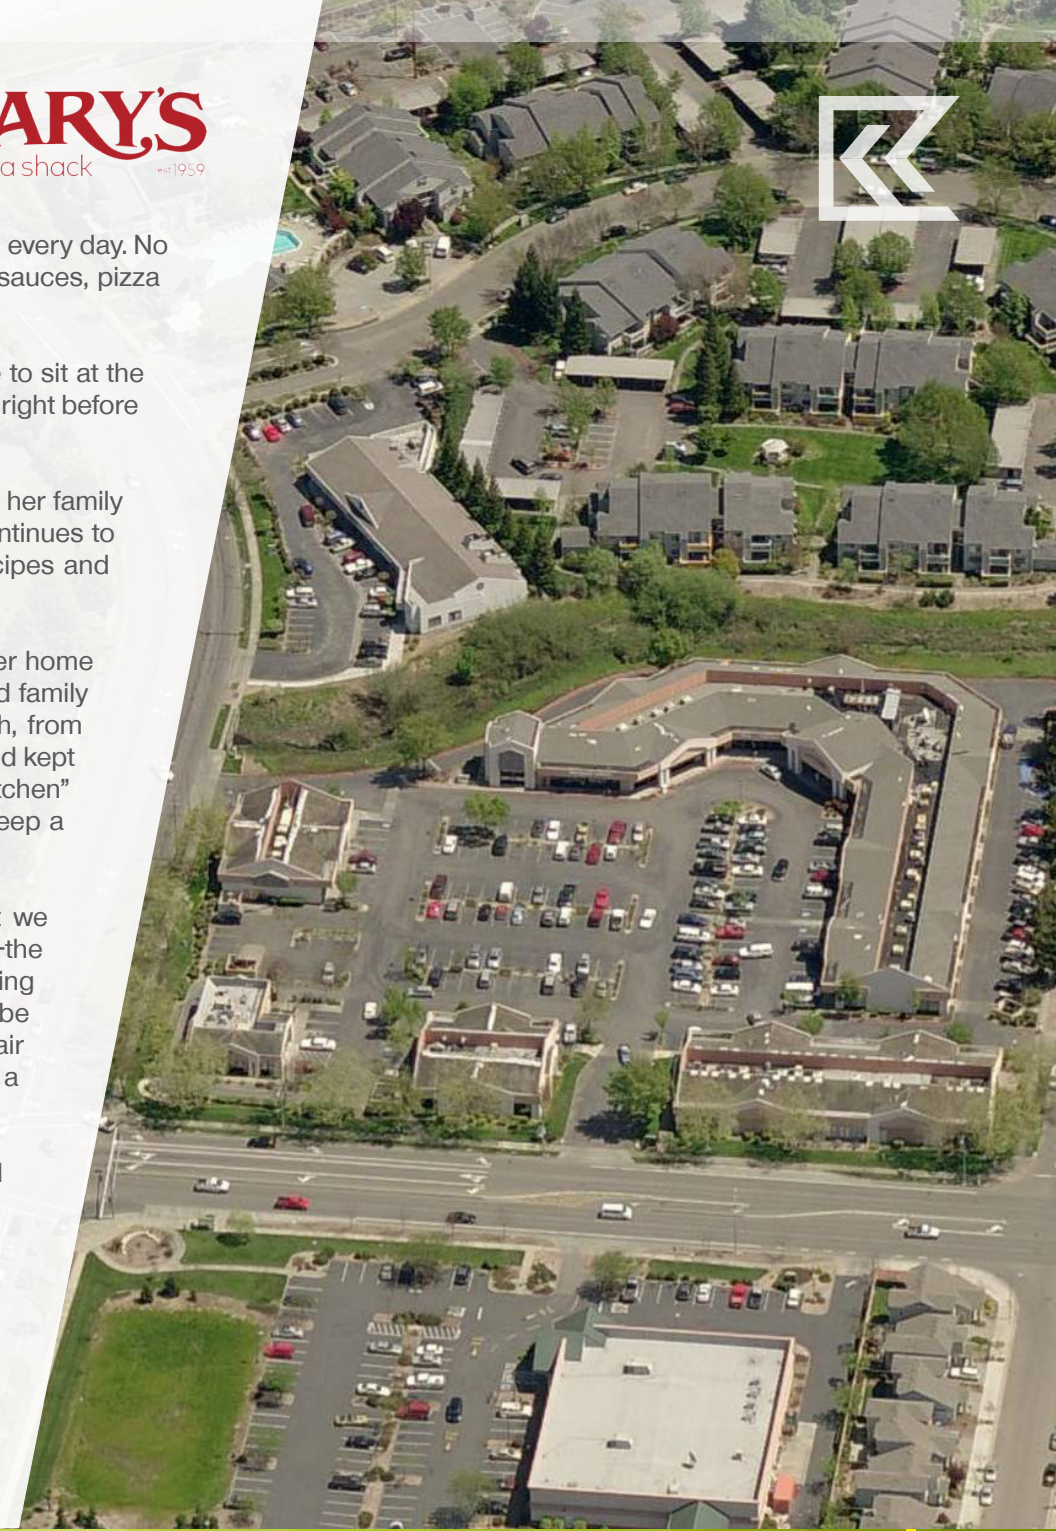 ARY'S
a shack
est1959
every day. No
sauces, pizza
to sit at the
right before
her family
ntinues to
cipes and
er home
d family
h, from
d kept
tchen"
eep a
we
-the
ing
be
air
a